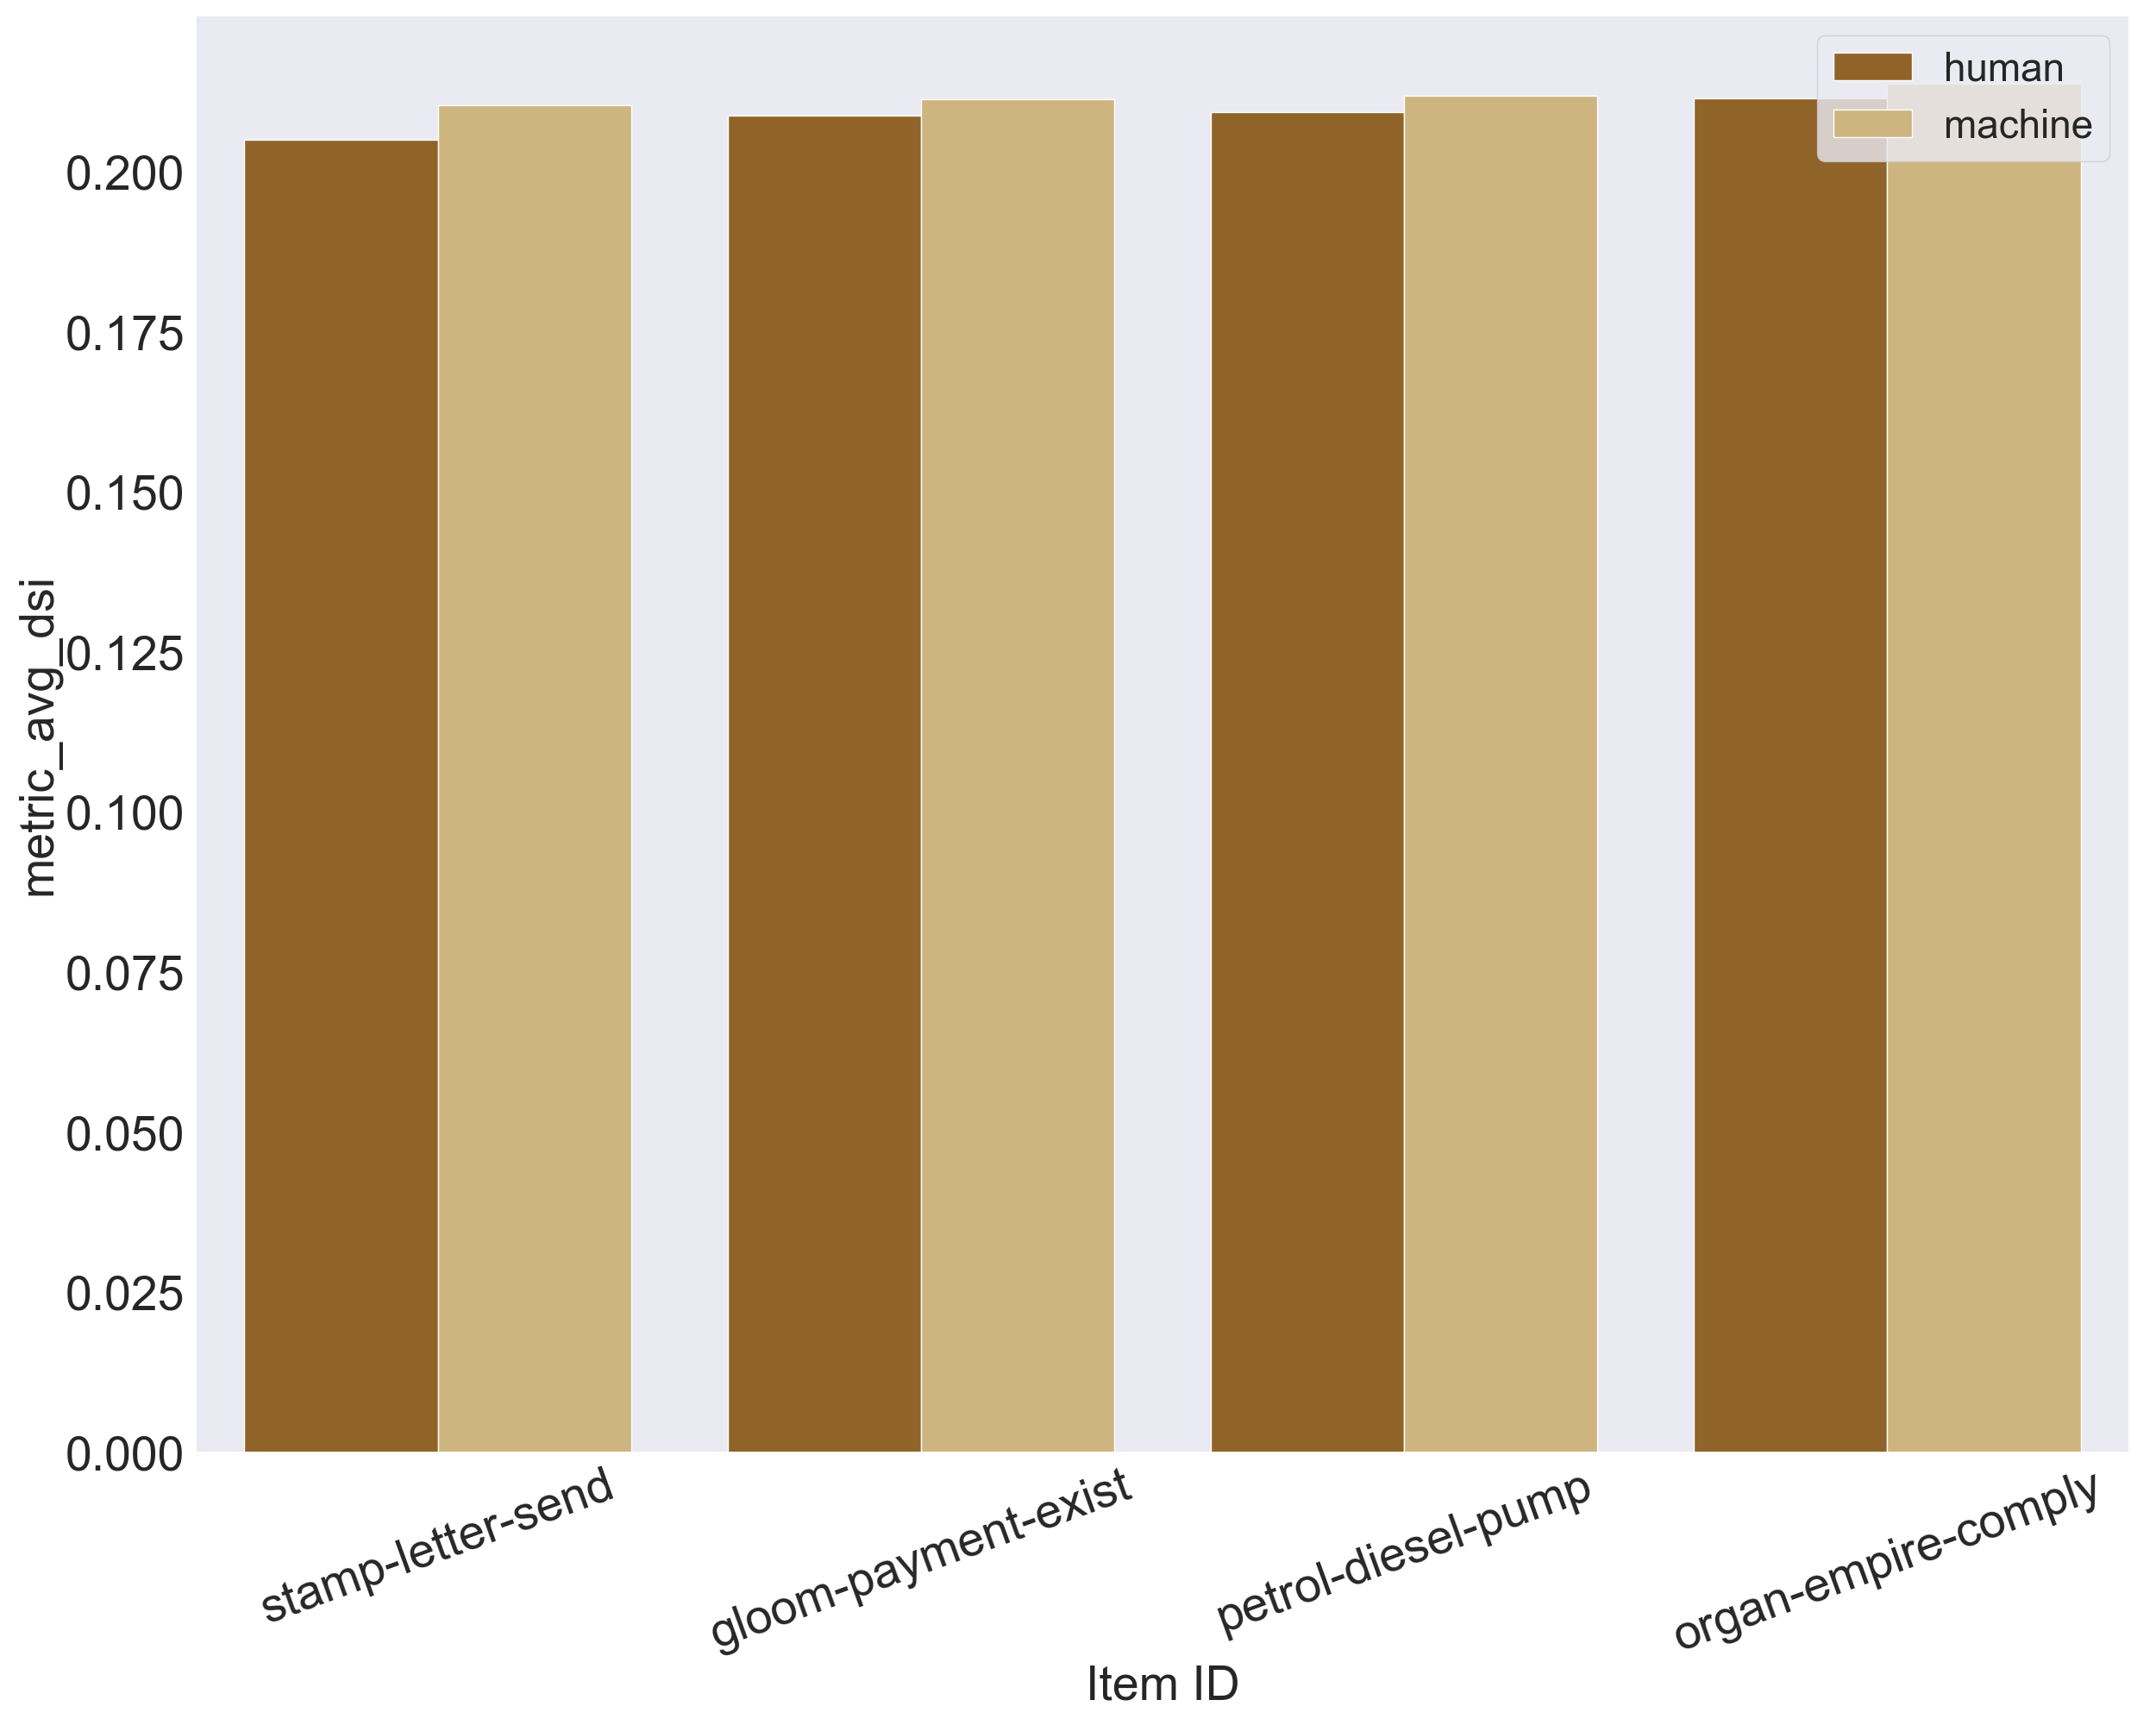 human
machine
metric_avg_dsi
0.200
0.175
0.150
0.125
0.100
0.075
0.050
0.025
0.000
stamp-letter-send
gloom-payment-exist
petrol-diesel-pump
organ-empire-comply
Item ID